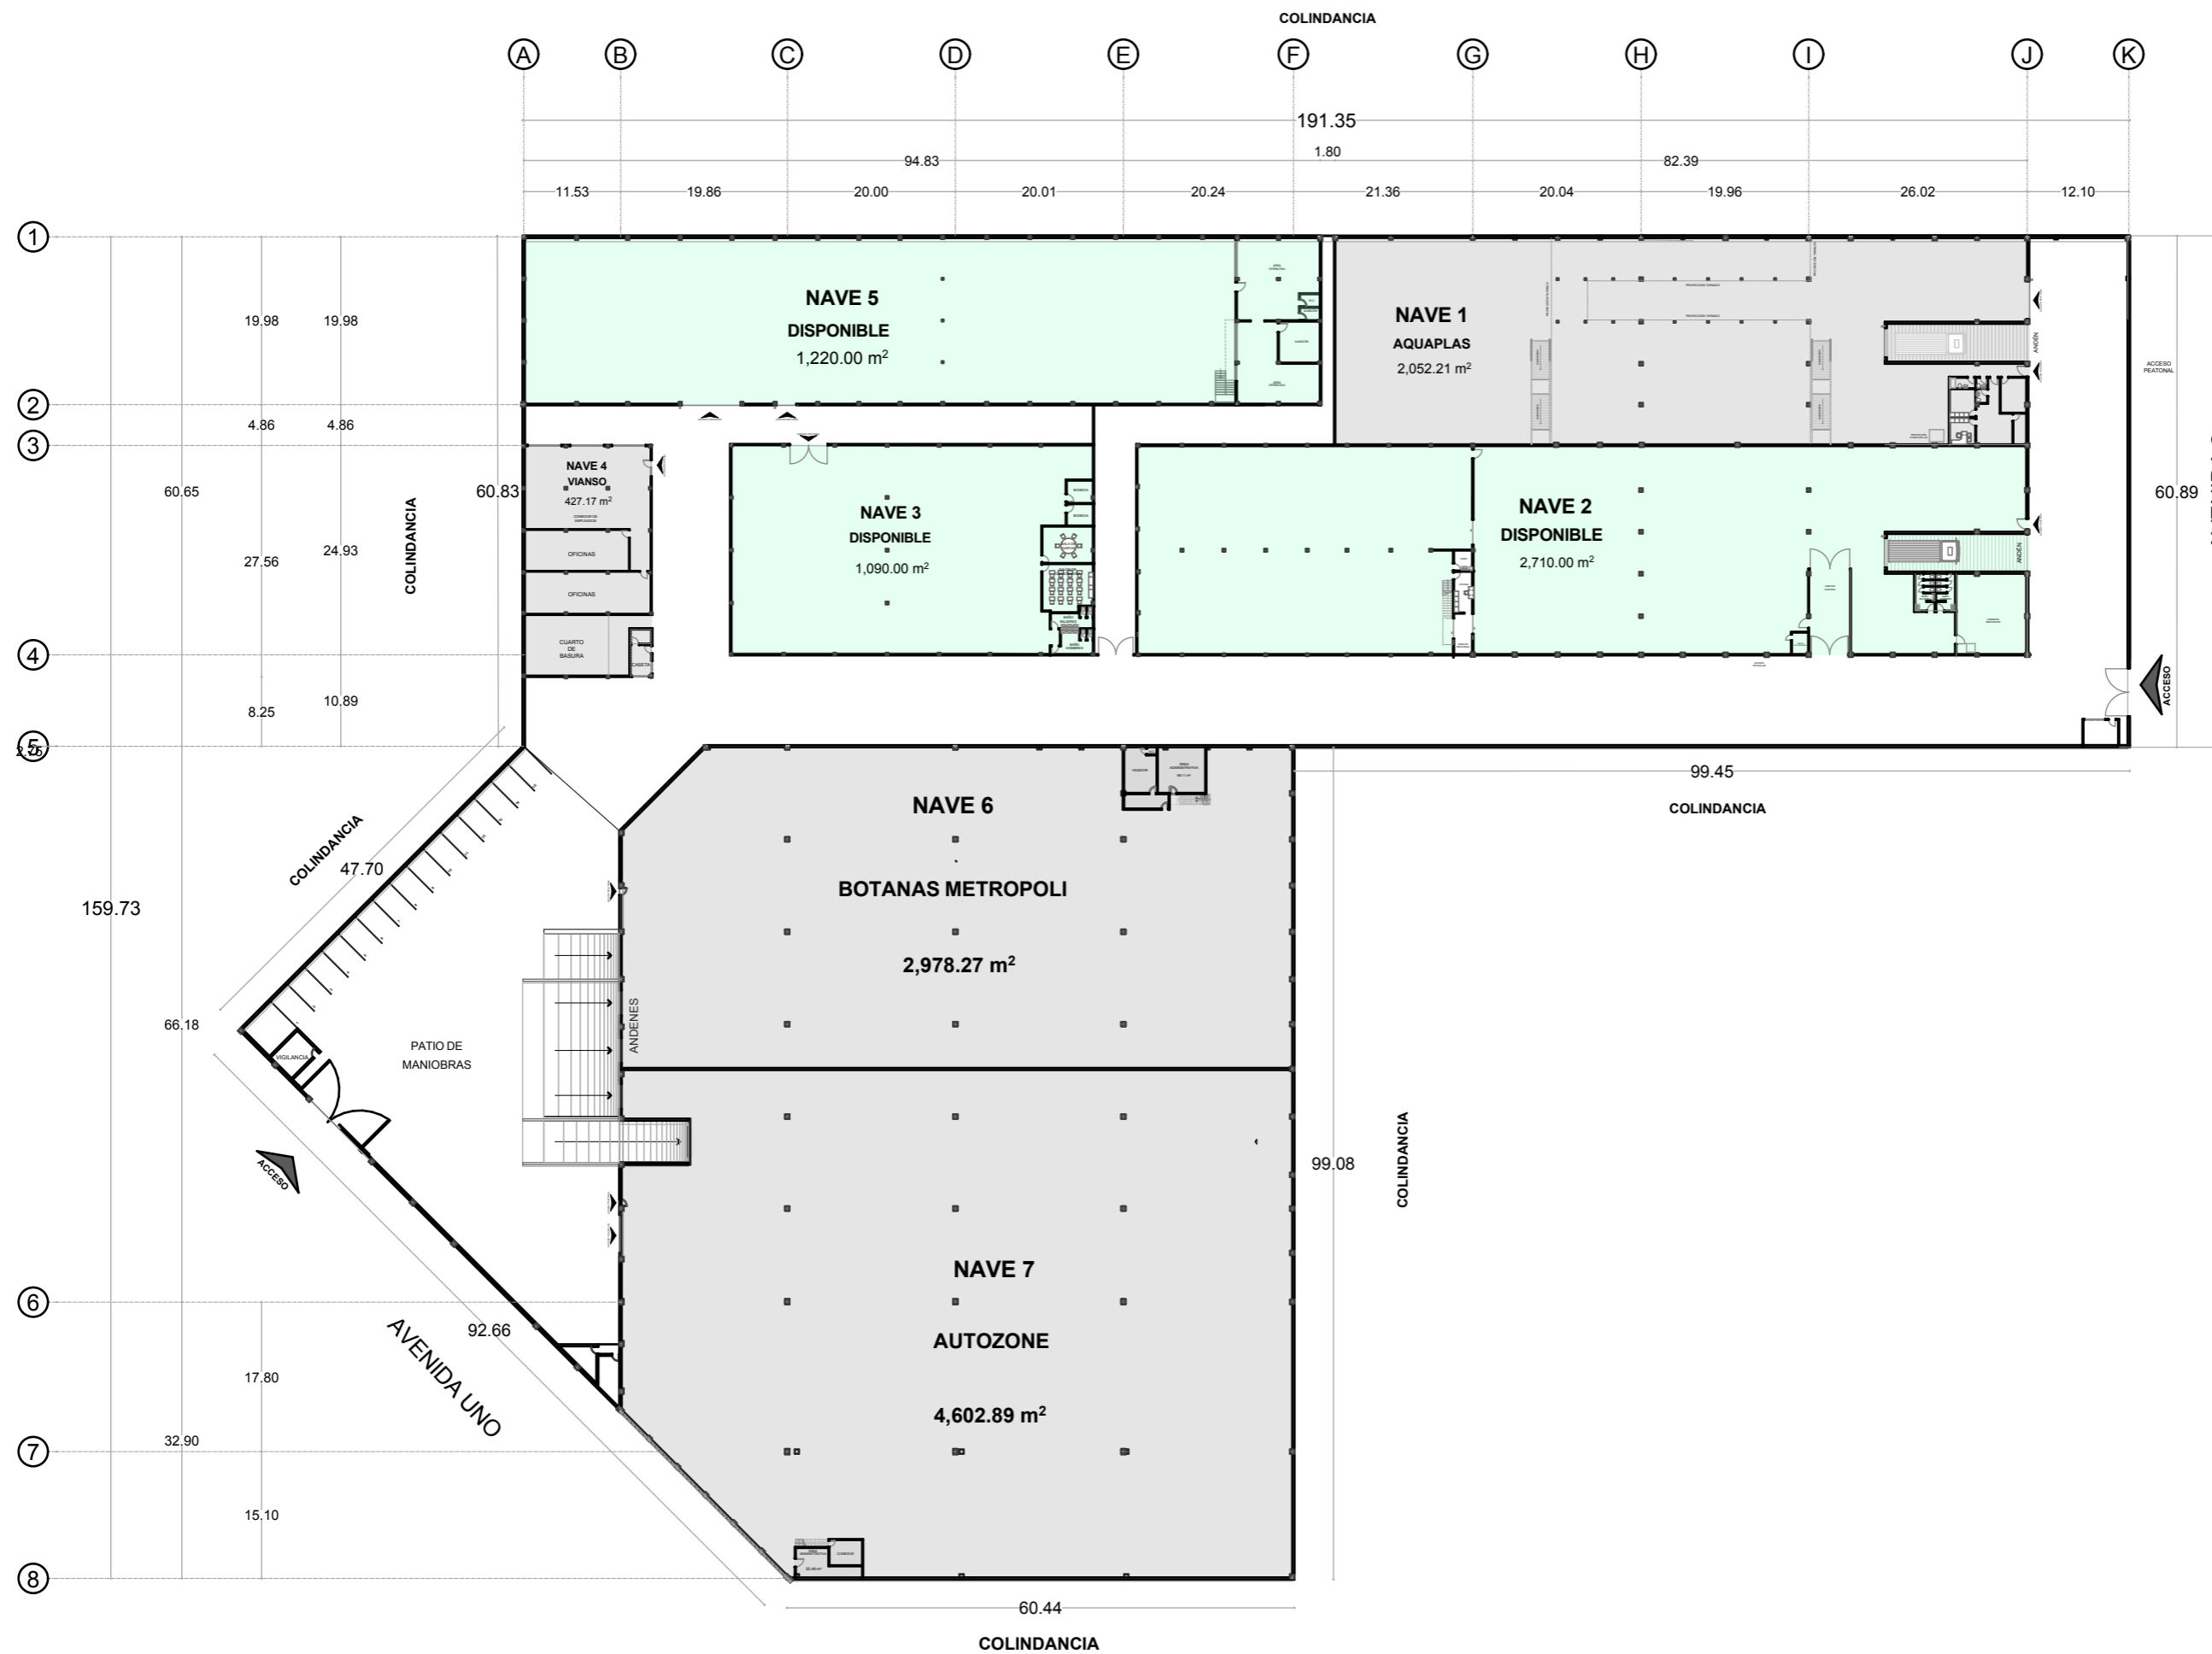 COLINDANCIA
A B C D E F G H I J K
191.35
94.83 1.80 82.39
11.53 19.86 20.00 20.01 20.24 21.36 20.04 19.96 26.02 12.10
1
2
3
4
5
6
7
8
19.98 19.98
4.86 4.86
60.65
60.83
27.56 24.93
8.25 10.89
2.75
159.73
66.18
17.80
32.90
15.10
COLINDANCIA
NAVE 5
DISPONIBLE
1,220.00 m²
NAVE 1
AQUAPLAS
2,052.21 m²
ANDÉN
ACCESO
PEATONAL
60.89
NAVE 4
VIANSO
427.17 m²
OFICINAS
OFICINAS
CUARTO
DE
BASURA
CASETA
NAVE 3
DISPONIBLE
1,090.00 m²
BODEGA
BODEGA
NAVE 2
DISPONIBLE
2,710.00 m²
ANDÉN
ACCESO
99.45
COLINDANCIA
COLINDANCIA
47.70
NAVE 6
BOTANAS METROPOLI
2,978.27 m²
ANDENES
PATIO DE
MANIOBRAS
VIGILANCIA
ACCESO
99.08
COLINDANCIA
92.66
AVENIDA UNO
NAVE 7
AUTOZONE
4,602.89 m²
60.44
COLINDANCIA